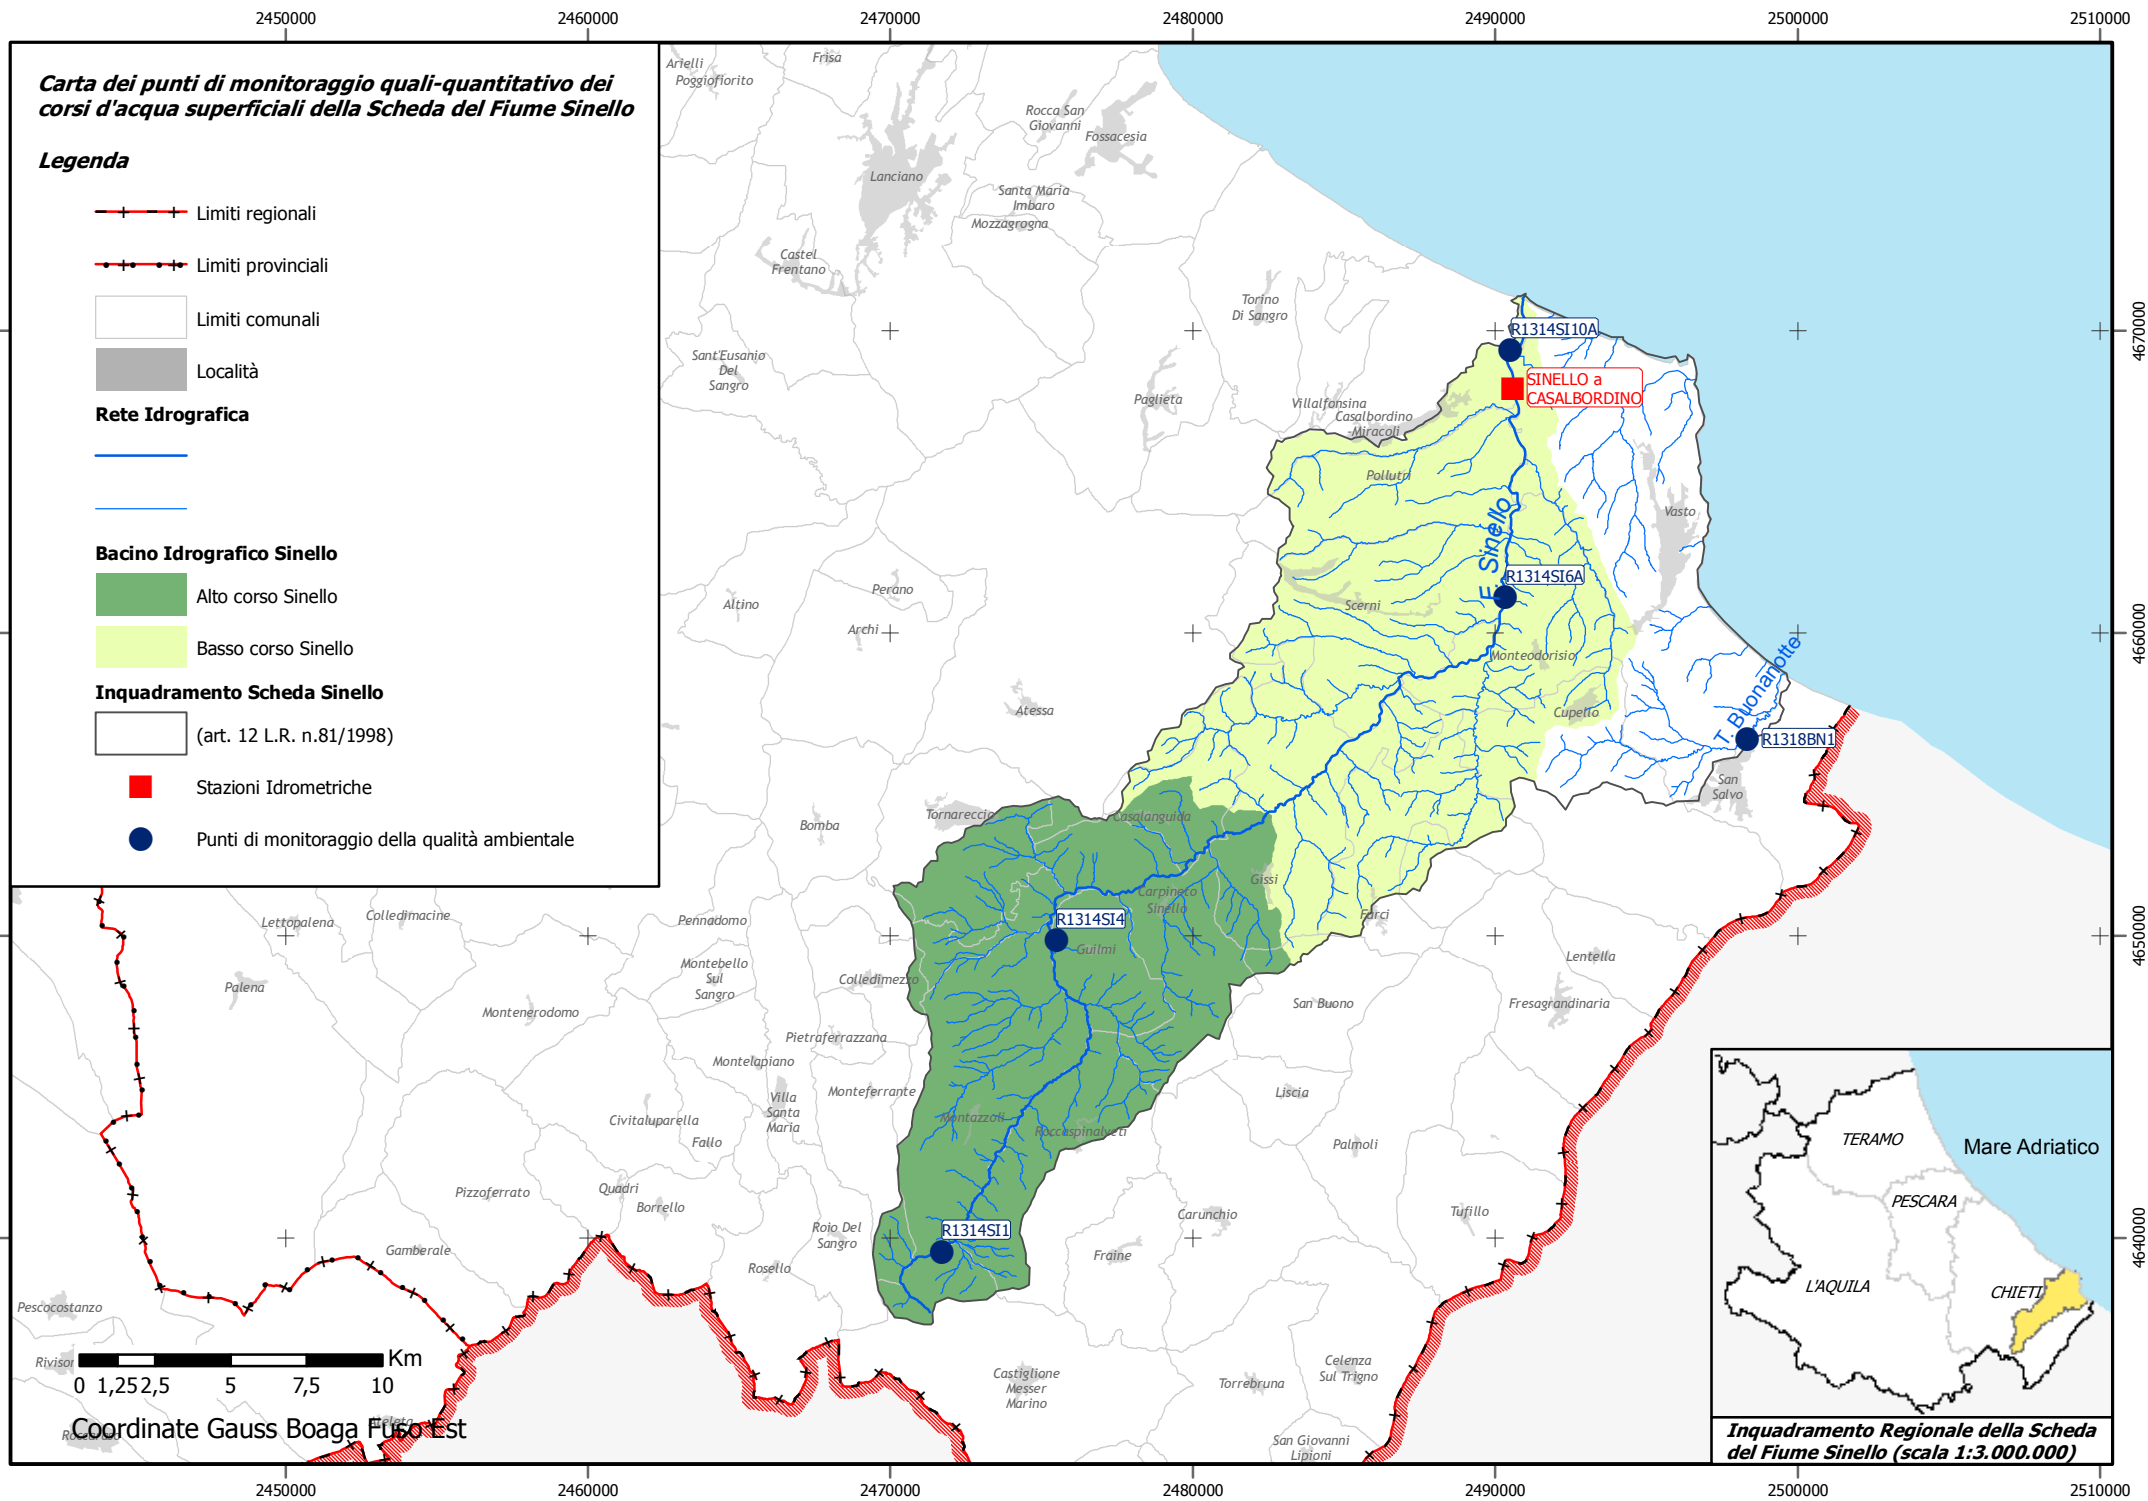 2450000
2460000
2470000
2480000
2490000
2500000
2510000
Carta dei punti di monitoraggio quali-quantitativo dei
corsi d'acqua superficiali della Scheda del Fiume Sinello
Legenda
Limiti regionali
Limiti provinciali
Limiti comunali
Località
Rete Idrografica
Bacino Idrografico Sinello
Alto corso Sinello
Basso corso Sinello
Inquadramento Scheda Sinello
(art. 12 L.R. n.81/1998)
Stazioni Idrometriche
Punti di monitoraggio della qualità ambientale
Arielli
Poggiofiorito
Frisa
Rocca San
Giovanni
Fossacesia
Lanciano
Santa Maria
Imbaro
Mozzagrogna
Castel
Frentano
Torino
Di Sangro
Sant'Eusanio
Del
Sangro
Paglieta
Villalfonsina
Casalbordino
-Miracoli
R1314SI10A
SINELLO a
CASALBORDINO
Pollutri
F. Sinello
Vasto
R1314SI6A
Scerni
Altino
Perano
Archi
Monteodorisio
Cupello
T. Buonanotte
R1318BN1
San
Salvo
Atessa
Tornareccio
Bomba
Casalanguida
Gissi
Carpineto
Sinello
R1314SI4
Guilmi
Furci
Lettopalena
Colledimacine
Pennadomo
Palena
Montebello
Sul
Sangro
Colledimezzo
Montenerodomo
San Buono
Lentella
Fresagrandinaria
Pietraferrazzana
Montelapiano
Monteferrante
Villa
Santa
Maria
Civitaluparella
Fallo
Montazzoli
Roccaspinalveti
Liscia
Palmoli
Pizzoferrato
Quadri
Borrello
Roio Del
Sangro
R1314SI1
Carunchio
Tufillo
Fraine
Gamberale
Rosello
Pescocostanzo
Castiglione
Messer
Marino
Torrebruna
Celenza
Sul Trigno
San Giovanni
Lipioni
Ateleta
4670000
4660000
4650000
4640000
Km
0 1,25 2,5 5 7,5 10
Coordinate Gauss Boaga Fuso Est
TERAMO
Mare Adriatico
PESCARA
L'AQUILA
CHIETI
Inquadramento Regionale della Scheda
del Fiume Sinello (scala 1:3.000.000)
2450000
2460000
2470000
2480000
2490000
2500000
2510000